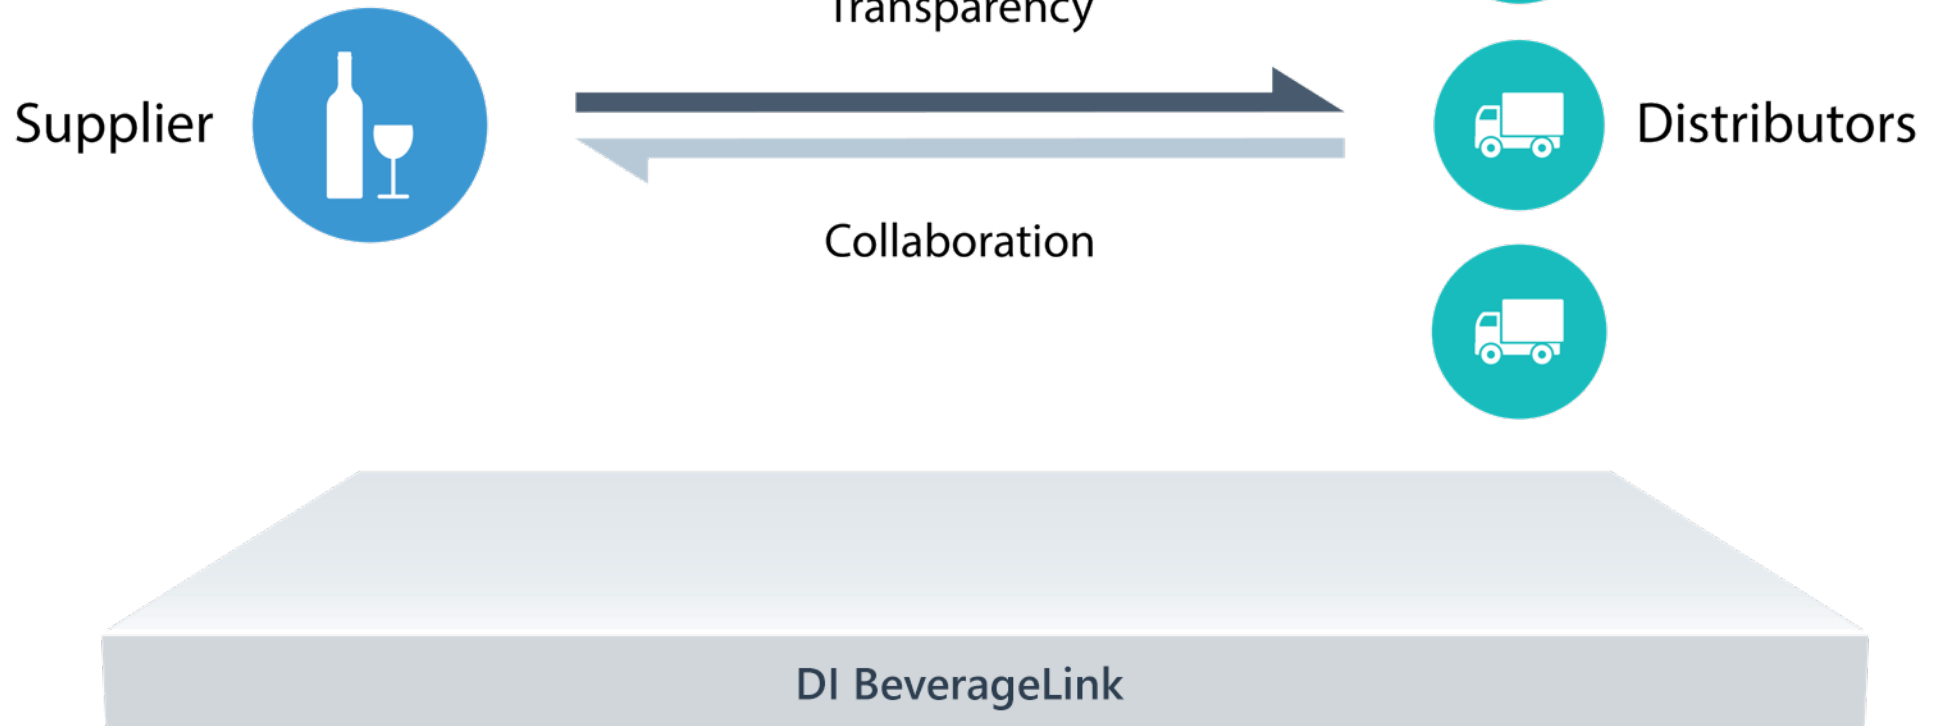 Transparency
Supplier
Distributors
Collaboration
DI BeverageLink